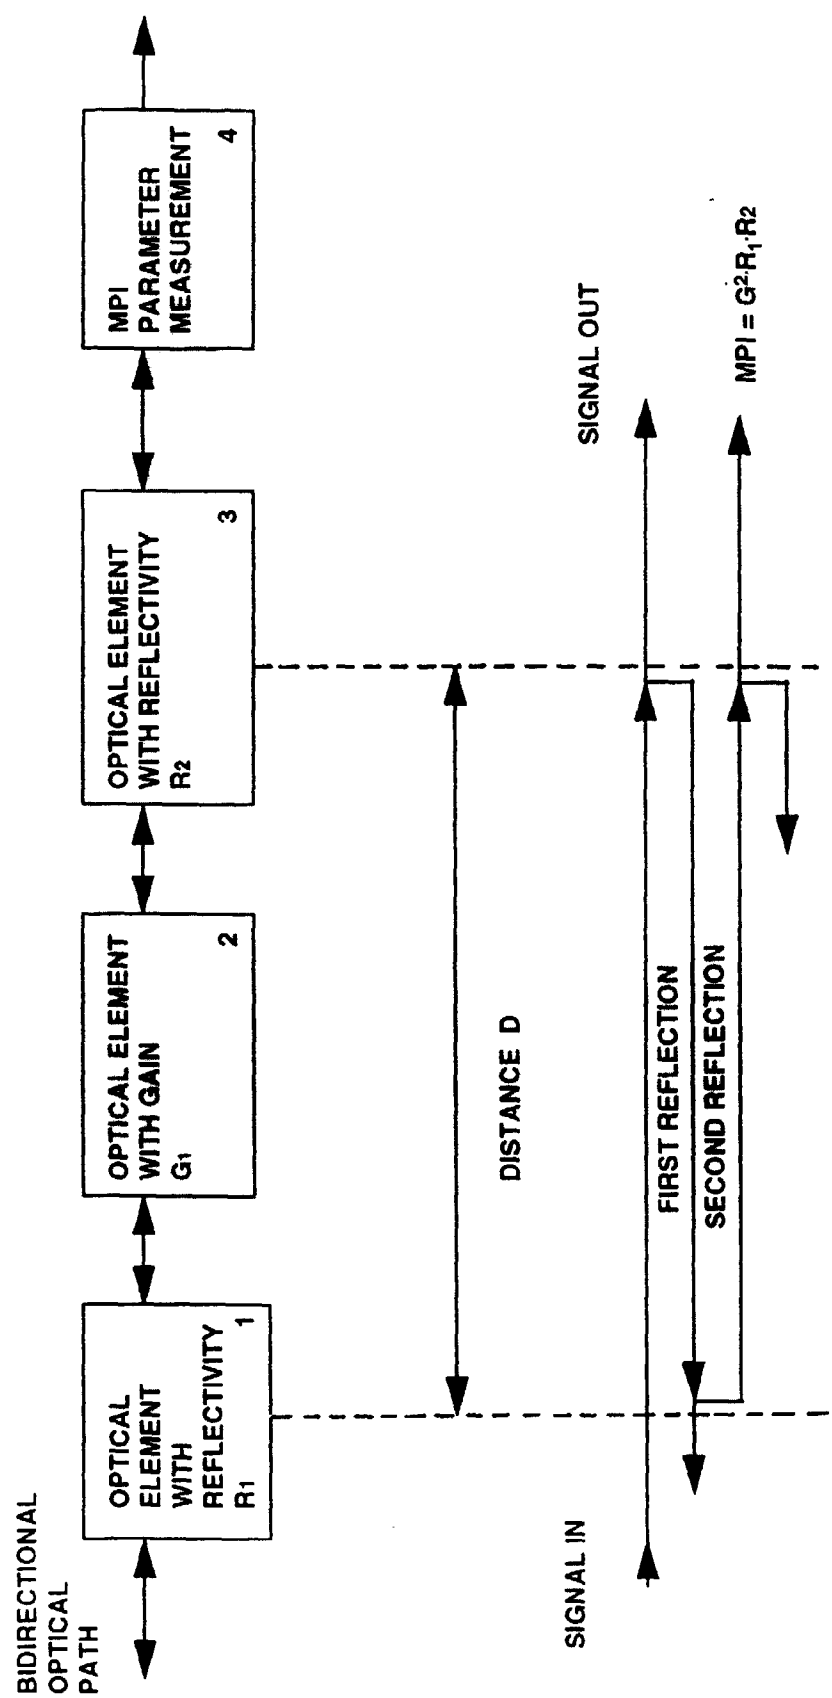 BIDIRECTIONAL
OPTICAL
PATH
OPTICAL
ELEMENT
WITH
REFLECTIVITY
R1
1
OPTICAL ELEMENT
WITH GAIN
G1
2
OPTICAL ELEMENT
WITH REFLECTIVITY
R2
3
MPI
PARAMETER
MEASUREMENT
4
DISTANCE D
SIGNAL IN
SIGNAL OUT
FIRST REFLECTION
SECOND REFLECTION
MPI = G²·R₁·R2